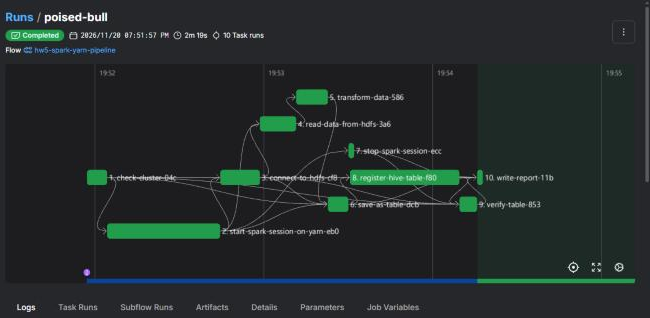 Runs / poised-bull
Completed 2026/11/20 07:51:57 PM 2m 19s 10 Task runs
Flow hw5-spark-yarn-pipeline
19:52 19:53 19:54 19:55
5. transform-data-586
4. read-data-from-hdfs-3a6
7. stop-spark-session-ecc
1. check-cluster-04c 3. connect-to-hdfs-cf8 8. register-hive-table-f80 10. write-report-11b
6. save-as-table-dcb 9. verify-table-853
2. start-spark-session-on-yarn-eb0
Logs Task Runs Subflow Runs Artifacts Details Parameters Job Variables